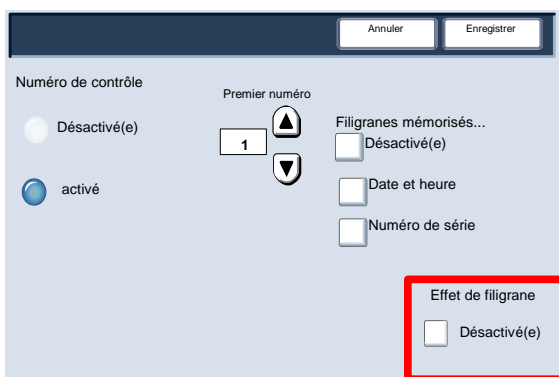 Annuler
Enregistrer
Numéro de contrôle
Premier numéro
Désactivé(e)
1
activé
Filigranes mémorisés...
Désactivé(e)
Date et heure
Numéro de série
Effet de filigrane
Désactivé(e)